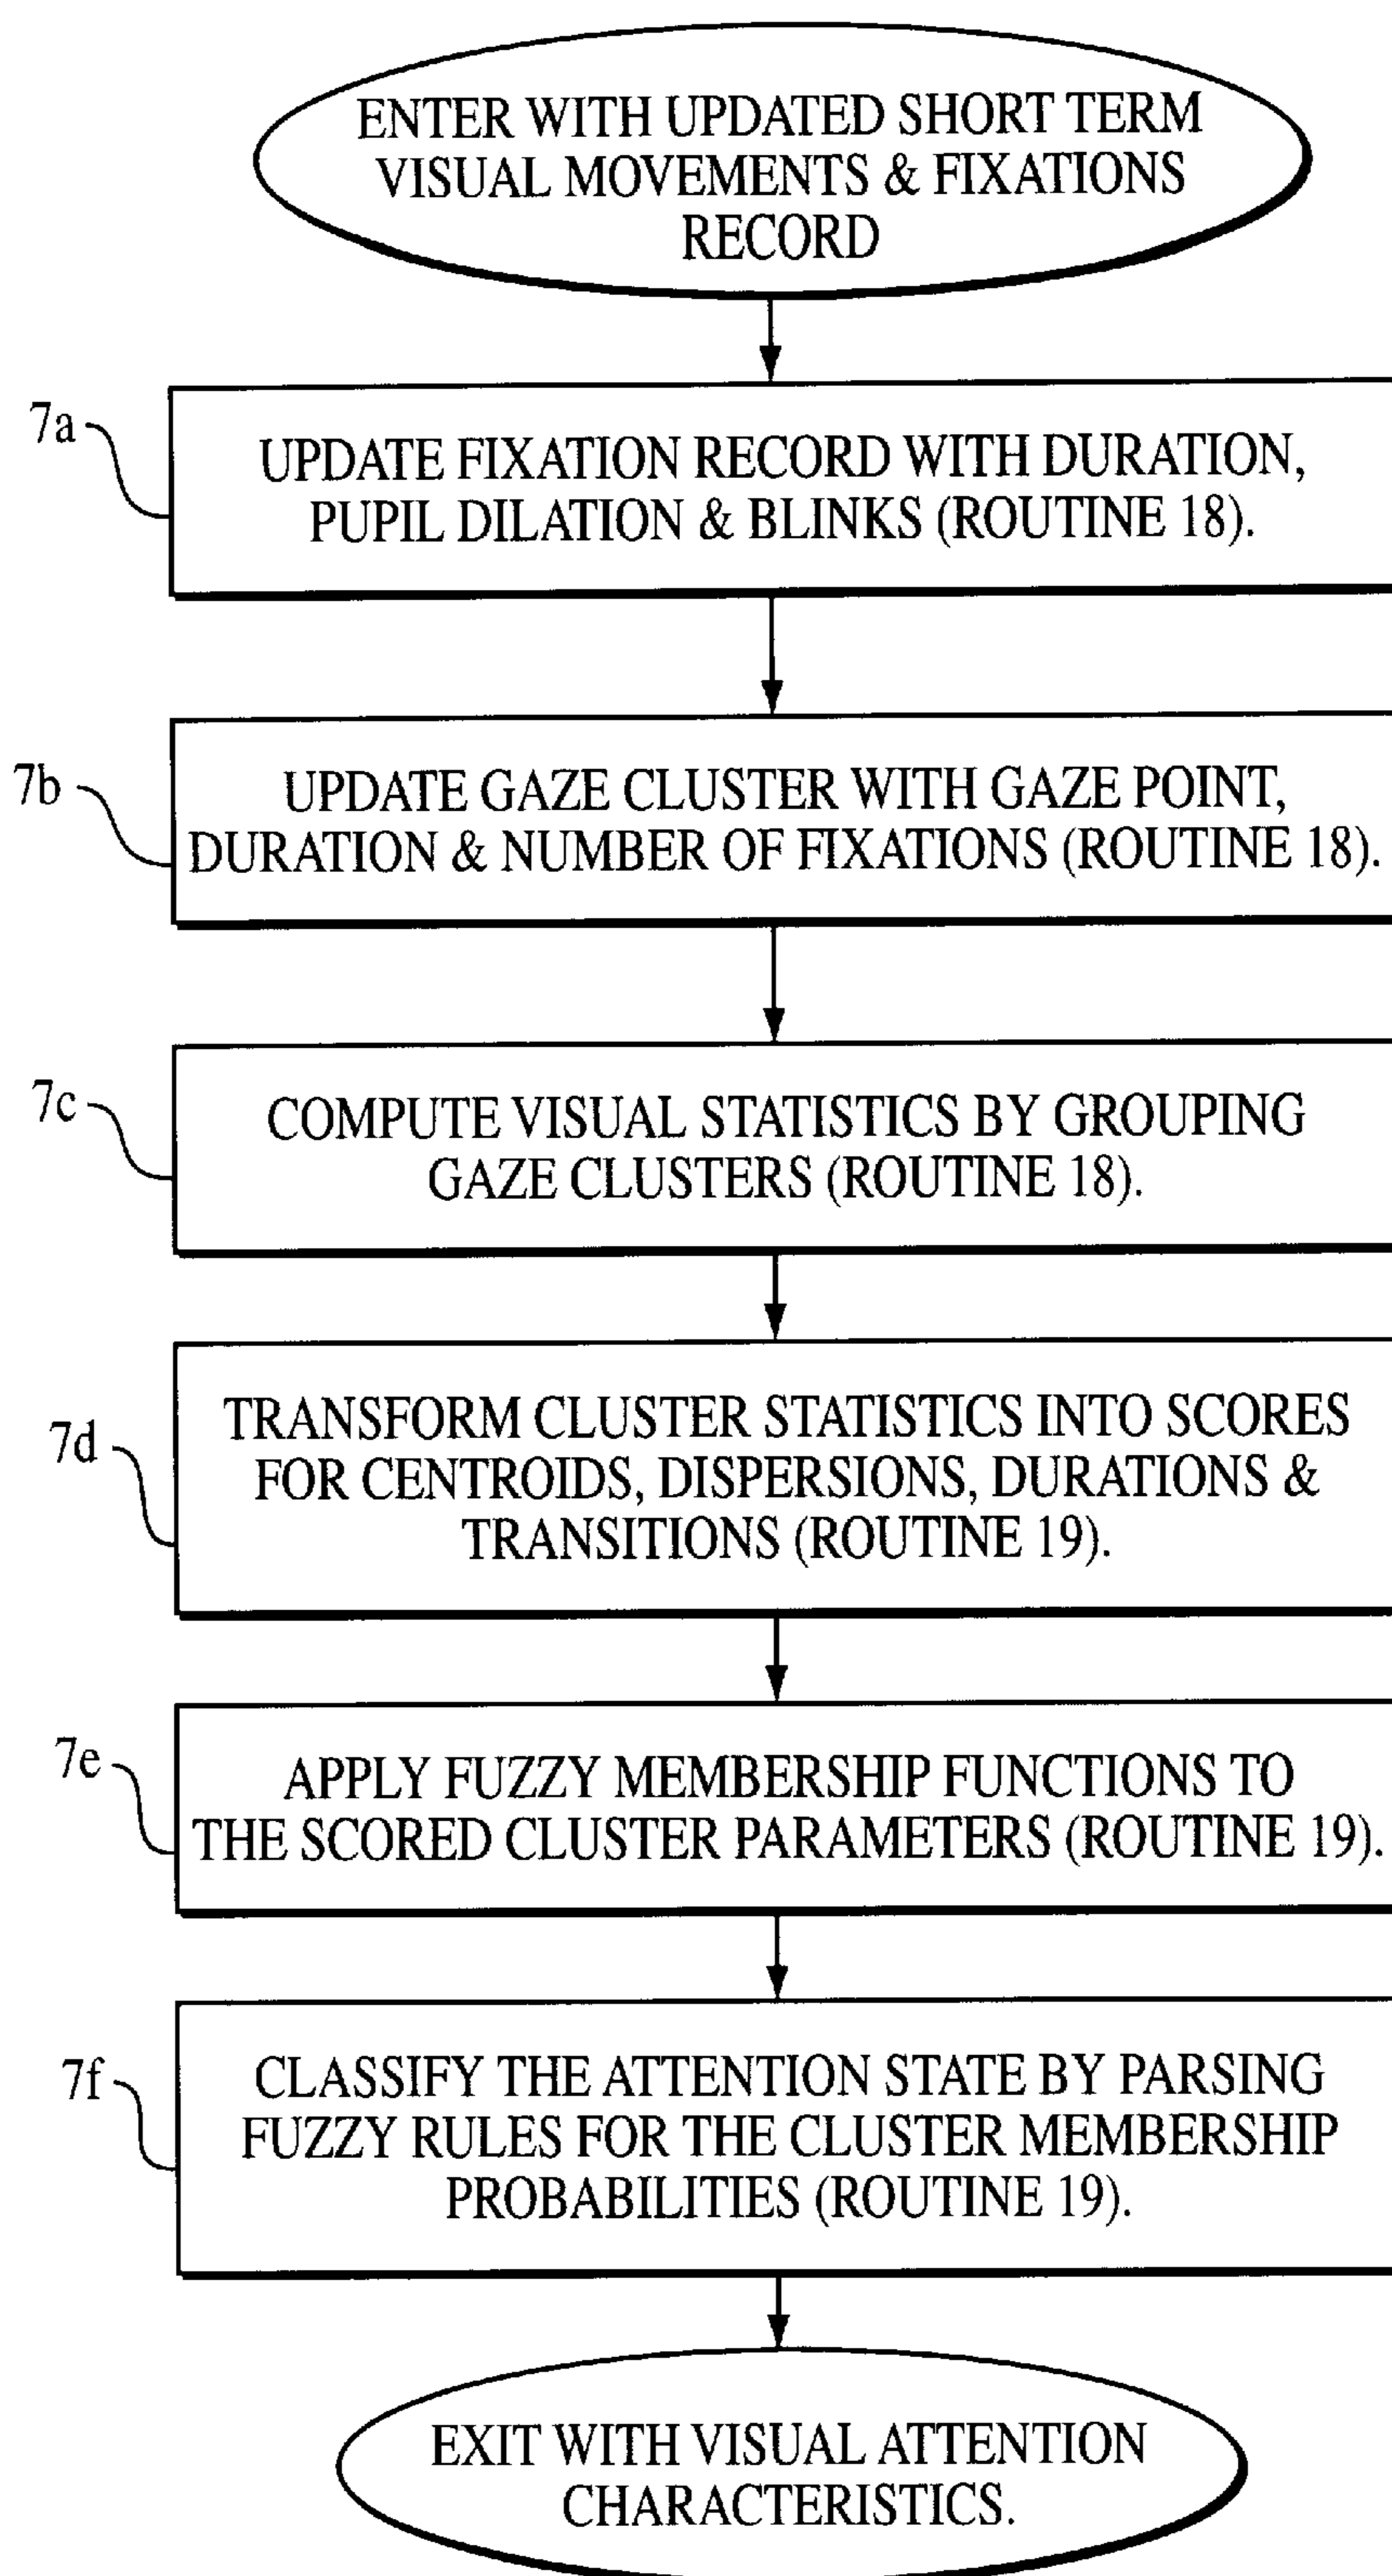 ENTER WITH UPDATED SHORT TERM
VISUAL MOVEMENTS & FIXATIONS
RECORD
7a
UPDATE FIXATION RECORD WITH DURATION,
PUPIL DILATION & BLINKS (ROUTINE 18).
7b
UPDATE GAZE CLUSTER WITH GAZE POINT,
DURATION & NUMBER OF FIXATIONS (ROUTINE 18).
7c
COMPUTE VISUAL STATISTICS BY GROUPING
GAZE CLUSTERS (ROUTINE 18).
7d
TRANSFORM CLUSTER STATISTICS INTO SCORES
FOR CENTROIDS, DISPERSIONS, DURATIONS &
TRANSITIONS (ROUTINE 19).
7e
APPLY FUZZY MEMBERSHIP FUNCTIONS TO
THE SCORED CLUSTER PARAMETERS (ROUTINE 19).
7f
CLASSIFY THE ATTENTION STATE BY PARSING
FUZZY RULES FOR THE CLUSTER MEMBERSHIP
PROBABILITIES (ROUTINE 19).
EXIT WITH VISUAL ATTENTION
CHARACTERISTICS.